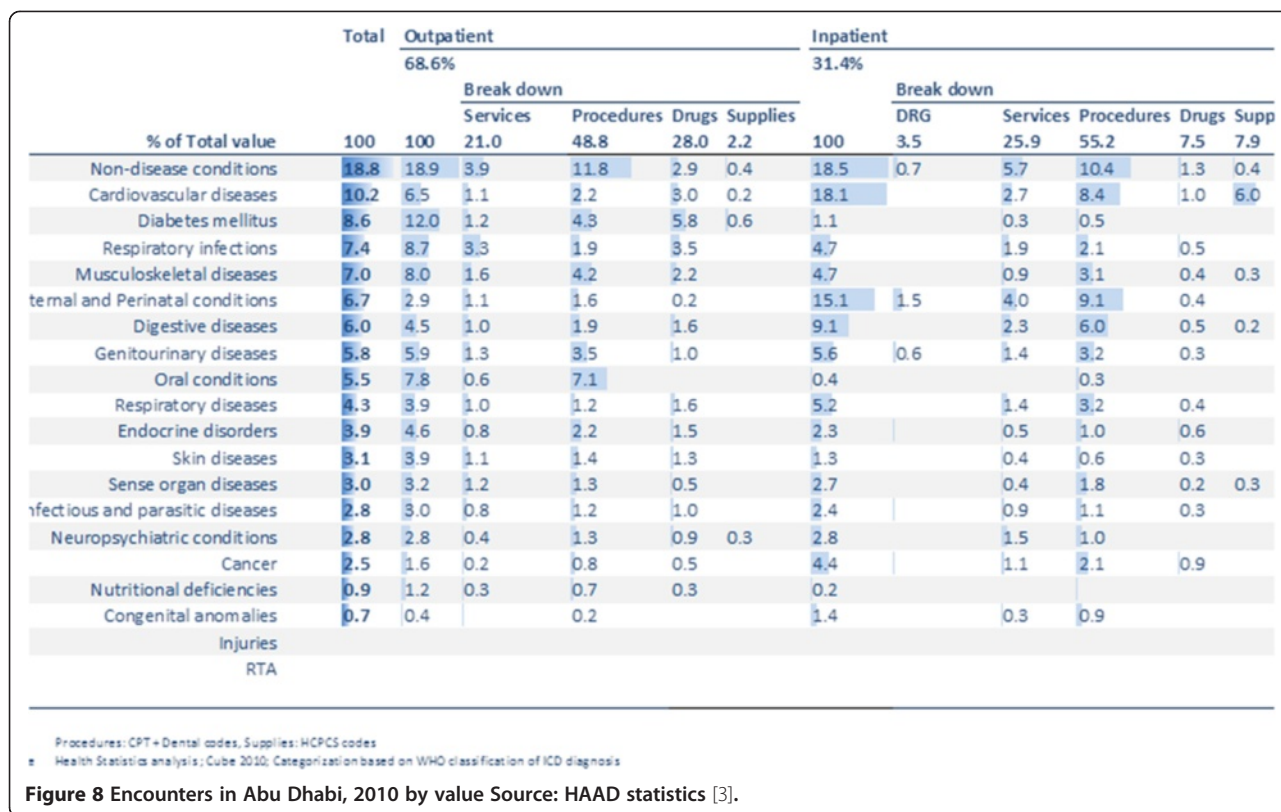 Total Outpatient Inpatient
68.6% 31.4%
Break down Break down
Services Procedures Drugs Supplies DRG Services Procedures Drugs Supp
% of Total value 100 100 21.0 48.8 28.0 2.2 100 3.5 25.9 55.2 7.5 7.9
Non-disease conditions 18.8 18.9 3.9 11.8 2.9 0.4 18.5 0.7 5.7 10.4 1.3 0.4
Cardiovascular diseases 10.2 6.5 1.1 2.2 3.0 0.2 18.1 2.7 8.4 1.0 6.0
Diabetes mellitus 8.6 12.0 1.2 4.3 5.8 0.6 1.1 0.3 0.5
Respiratory infections 7.4 8.7 3.3 1.9 3.5 4.7 1.9 2.1 0.5
Musculoskeletal diseases 7.0 8.0 1.6 4.2 2.2 4.7 0.9 3.1 0.4 0.3
ternal and Perinatal conditions 6.7 2.9 1.1 1.6 0.2 15.1 1.5 4.0 9.1 0.4
Digestive diseases 6.0 4.5 1.0 1.9 1.6 9.1 2.3 6.0 0.5 0.2
Genitourinary diseases 5.8 5.9 1.3 3.5 1.0 5.6 0.6 1.4 3.2 0.3
Oral conditions 5.5 7.8 0.6 7.1 0.4 0.3
Respiratory diseases 4.3 3.9 1.0 1.2 1.6 5.2 1.4 3.2 0.4
Endocrine disorders 3.9 4.6 0.8 2.2 1.5 2.3 0.5 1.0 0.6
Skin diseases 3.1 3.9 1.1 1.4 1.3 1.3 0.4 0.6 0.3
Sense organ diseases 3.0 3.2 1.2 1.3 0.5 2.7 0.4 1.8 0.2 0.3
nfectious and parasitic diseases 2.8 3.0 0.8 1.2 1.0 2.4 0.9 1.1 0.3
Neuropsychiatric conditions 2.8 2.8 0.4 1.3 0.9 0.3 2.8 1.5 1.0
Cancer 2.5 1.6 0.2 0.8 0.5 4.4 1.1 2.1 0.9
Nutritional deficiencies 0.9 1.2 0.3 0.7 0.3 0.2
Congenital anomalies 0.7 0.4 0.2 1.4 0.3 0.9
Injuries
RTA
Procedures: CPT + Dental codes, Supplies: HCPCS codes
e Health Statistics analysis; Cube 2010; Categorization based on WHO classification of ICD diagnosis
Figure 8 Encounters in Abu Dhabi, 2010 by value Source: HAAD statistics [3].